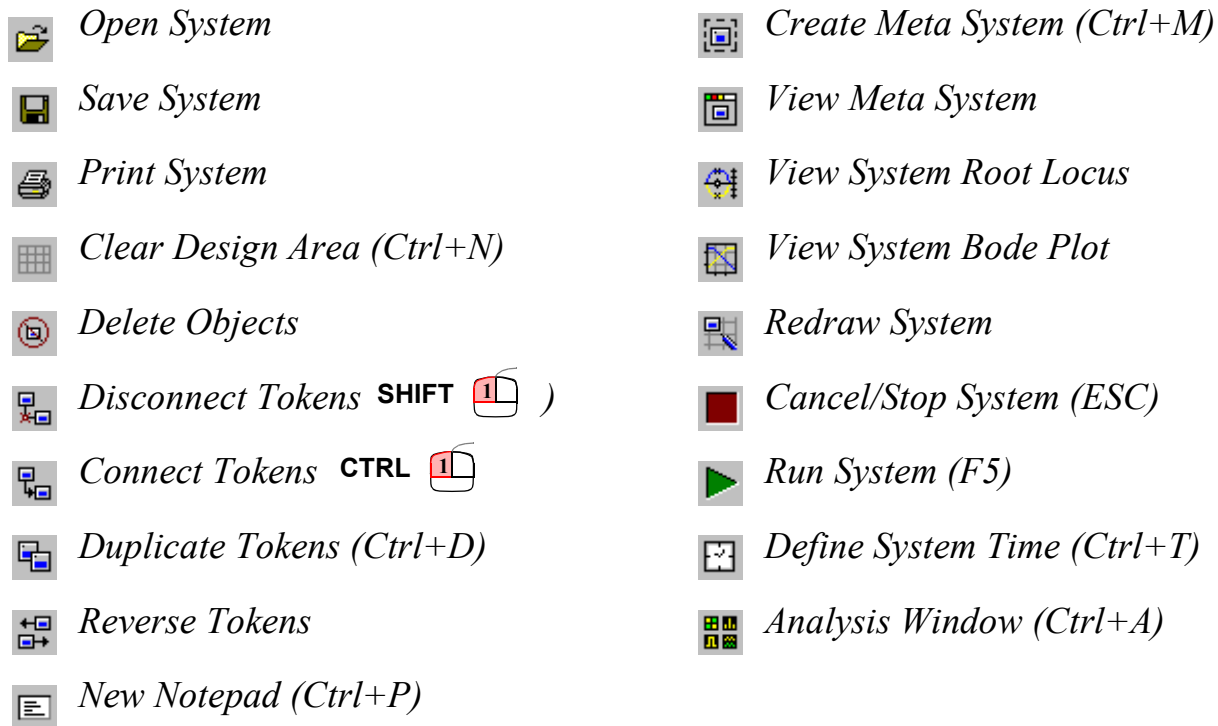 Open System
Save System
Print System
Clear Design Area (Ctrl+N)
Delete Objects
Disconnect Tokens SHIFT 1 )
Connect Tokens CTRL 1
Duplicate Tokens (Ctrl+D)
Reverse Tokens
New Notepad (Ctrl+P)
Create Meta System (Ctrl+M)
View Meta System
View System Root Locus
View System Bode Plot
Redraw System
Cancel/Stop System (ESC)
Run System (F5)
Define System Time (Ctrl+T)
Analysis Window (Ctrl+A)